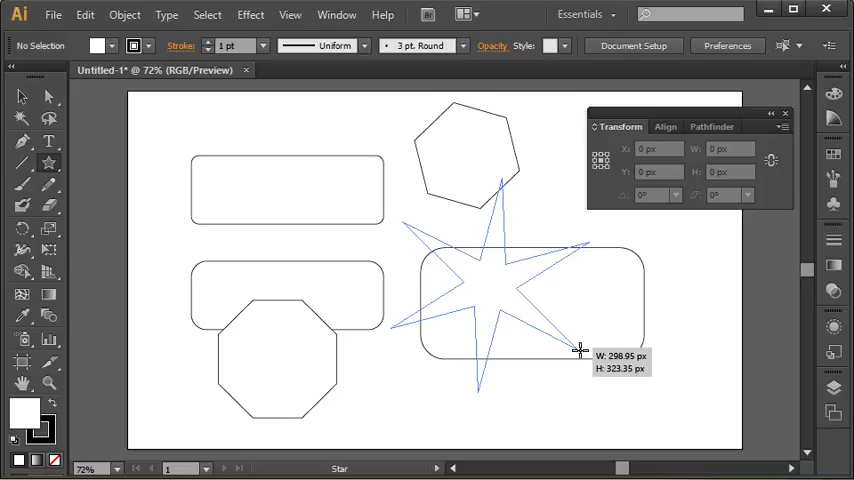 Ai File Edit Object Type Select Effect View Window Help Br Essentials
No Selection Stroke: 1 pt Uniform 3 pt. Round Opacity Style: Document Setup Preferences
Untitled-1* @ 72% (RGB/Preview)
Transform Align Pathfinder
X: 0 px W: 0 px
Y: 0 px H: 0 px
0° 0°
T
W: 298.95 px
H: 323.35 px
72% 1 Star